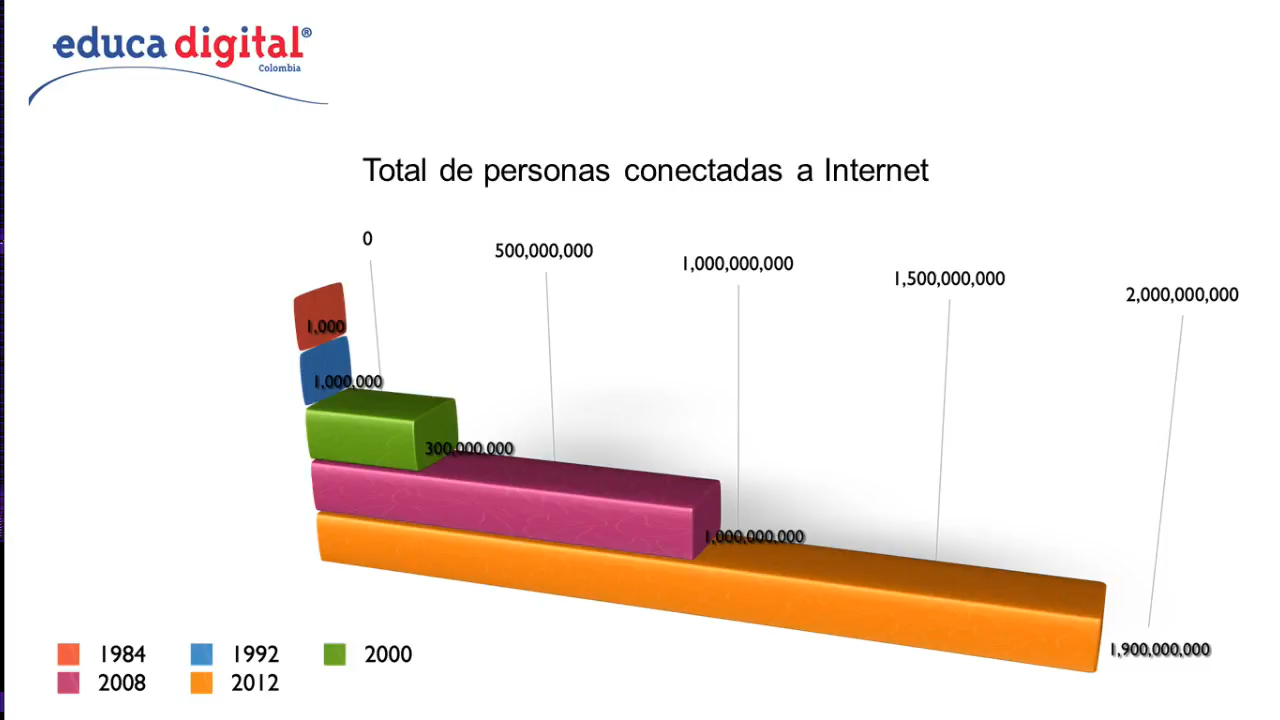 educa digital®
Colombia
Total de personas conectadas a Internet
0
500,000,000
1,000,000,000
1,500,000,000
2,000,000,000
1,000
1,000,000
300,000,000
1,000,000,000
1,900,000,000
1984 1992 2000
2008 2012